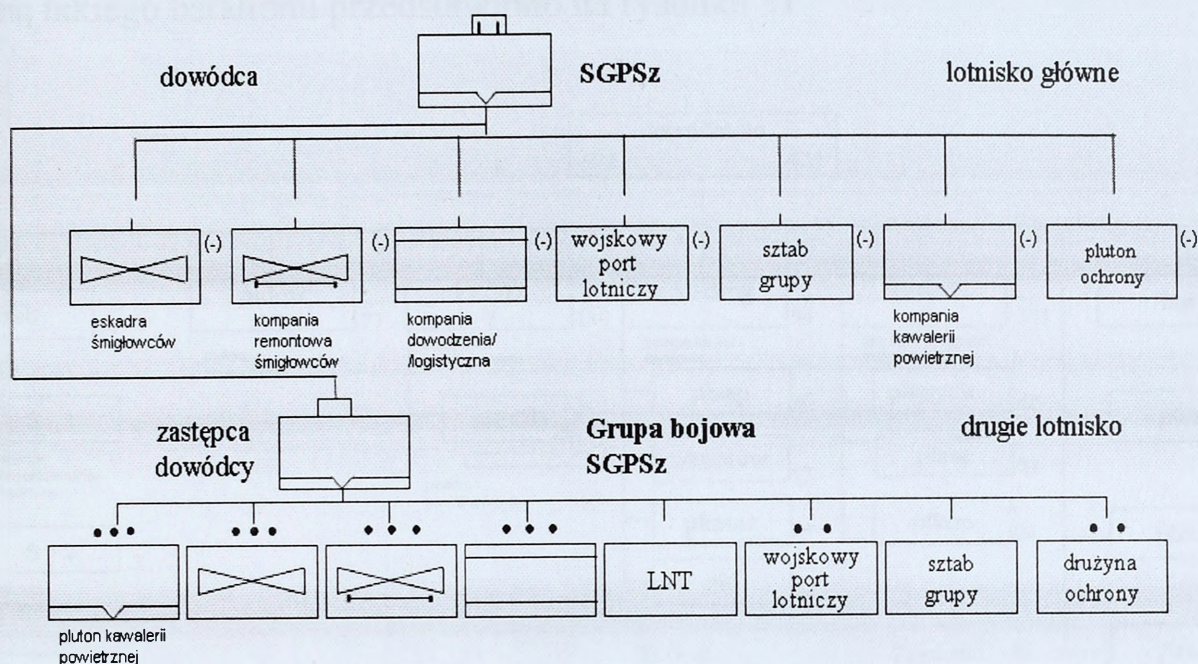 dowódca
SGPSz
lotnisko główne
(-)
(-)
(-)
wojskowy
port
lotniczy
(-)
sztab
grupy
(-)
(-)
pluton
ochrony
(-)
eskadra
śmigłowców
kompania
remontowa
śmigłowców
kompania
dowodzenia/
/logistyczna
kompania
kawalerii
powietrznej
zastępca
dowódcy
Grupa bojowa
SGPSz
drugie lotnisko
LNT
wojskowy
port
lotniczy
sztab
grupy
drużyna
ochrony
pluton kawalerii
powietrznej